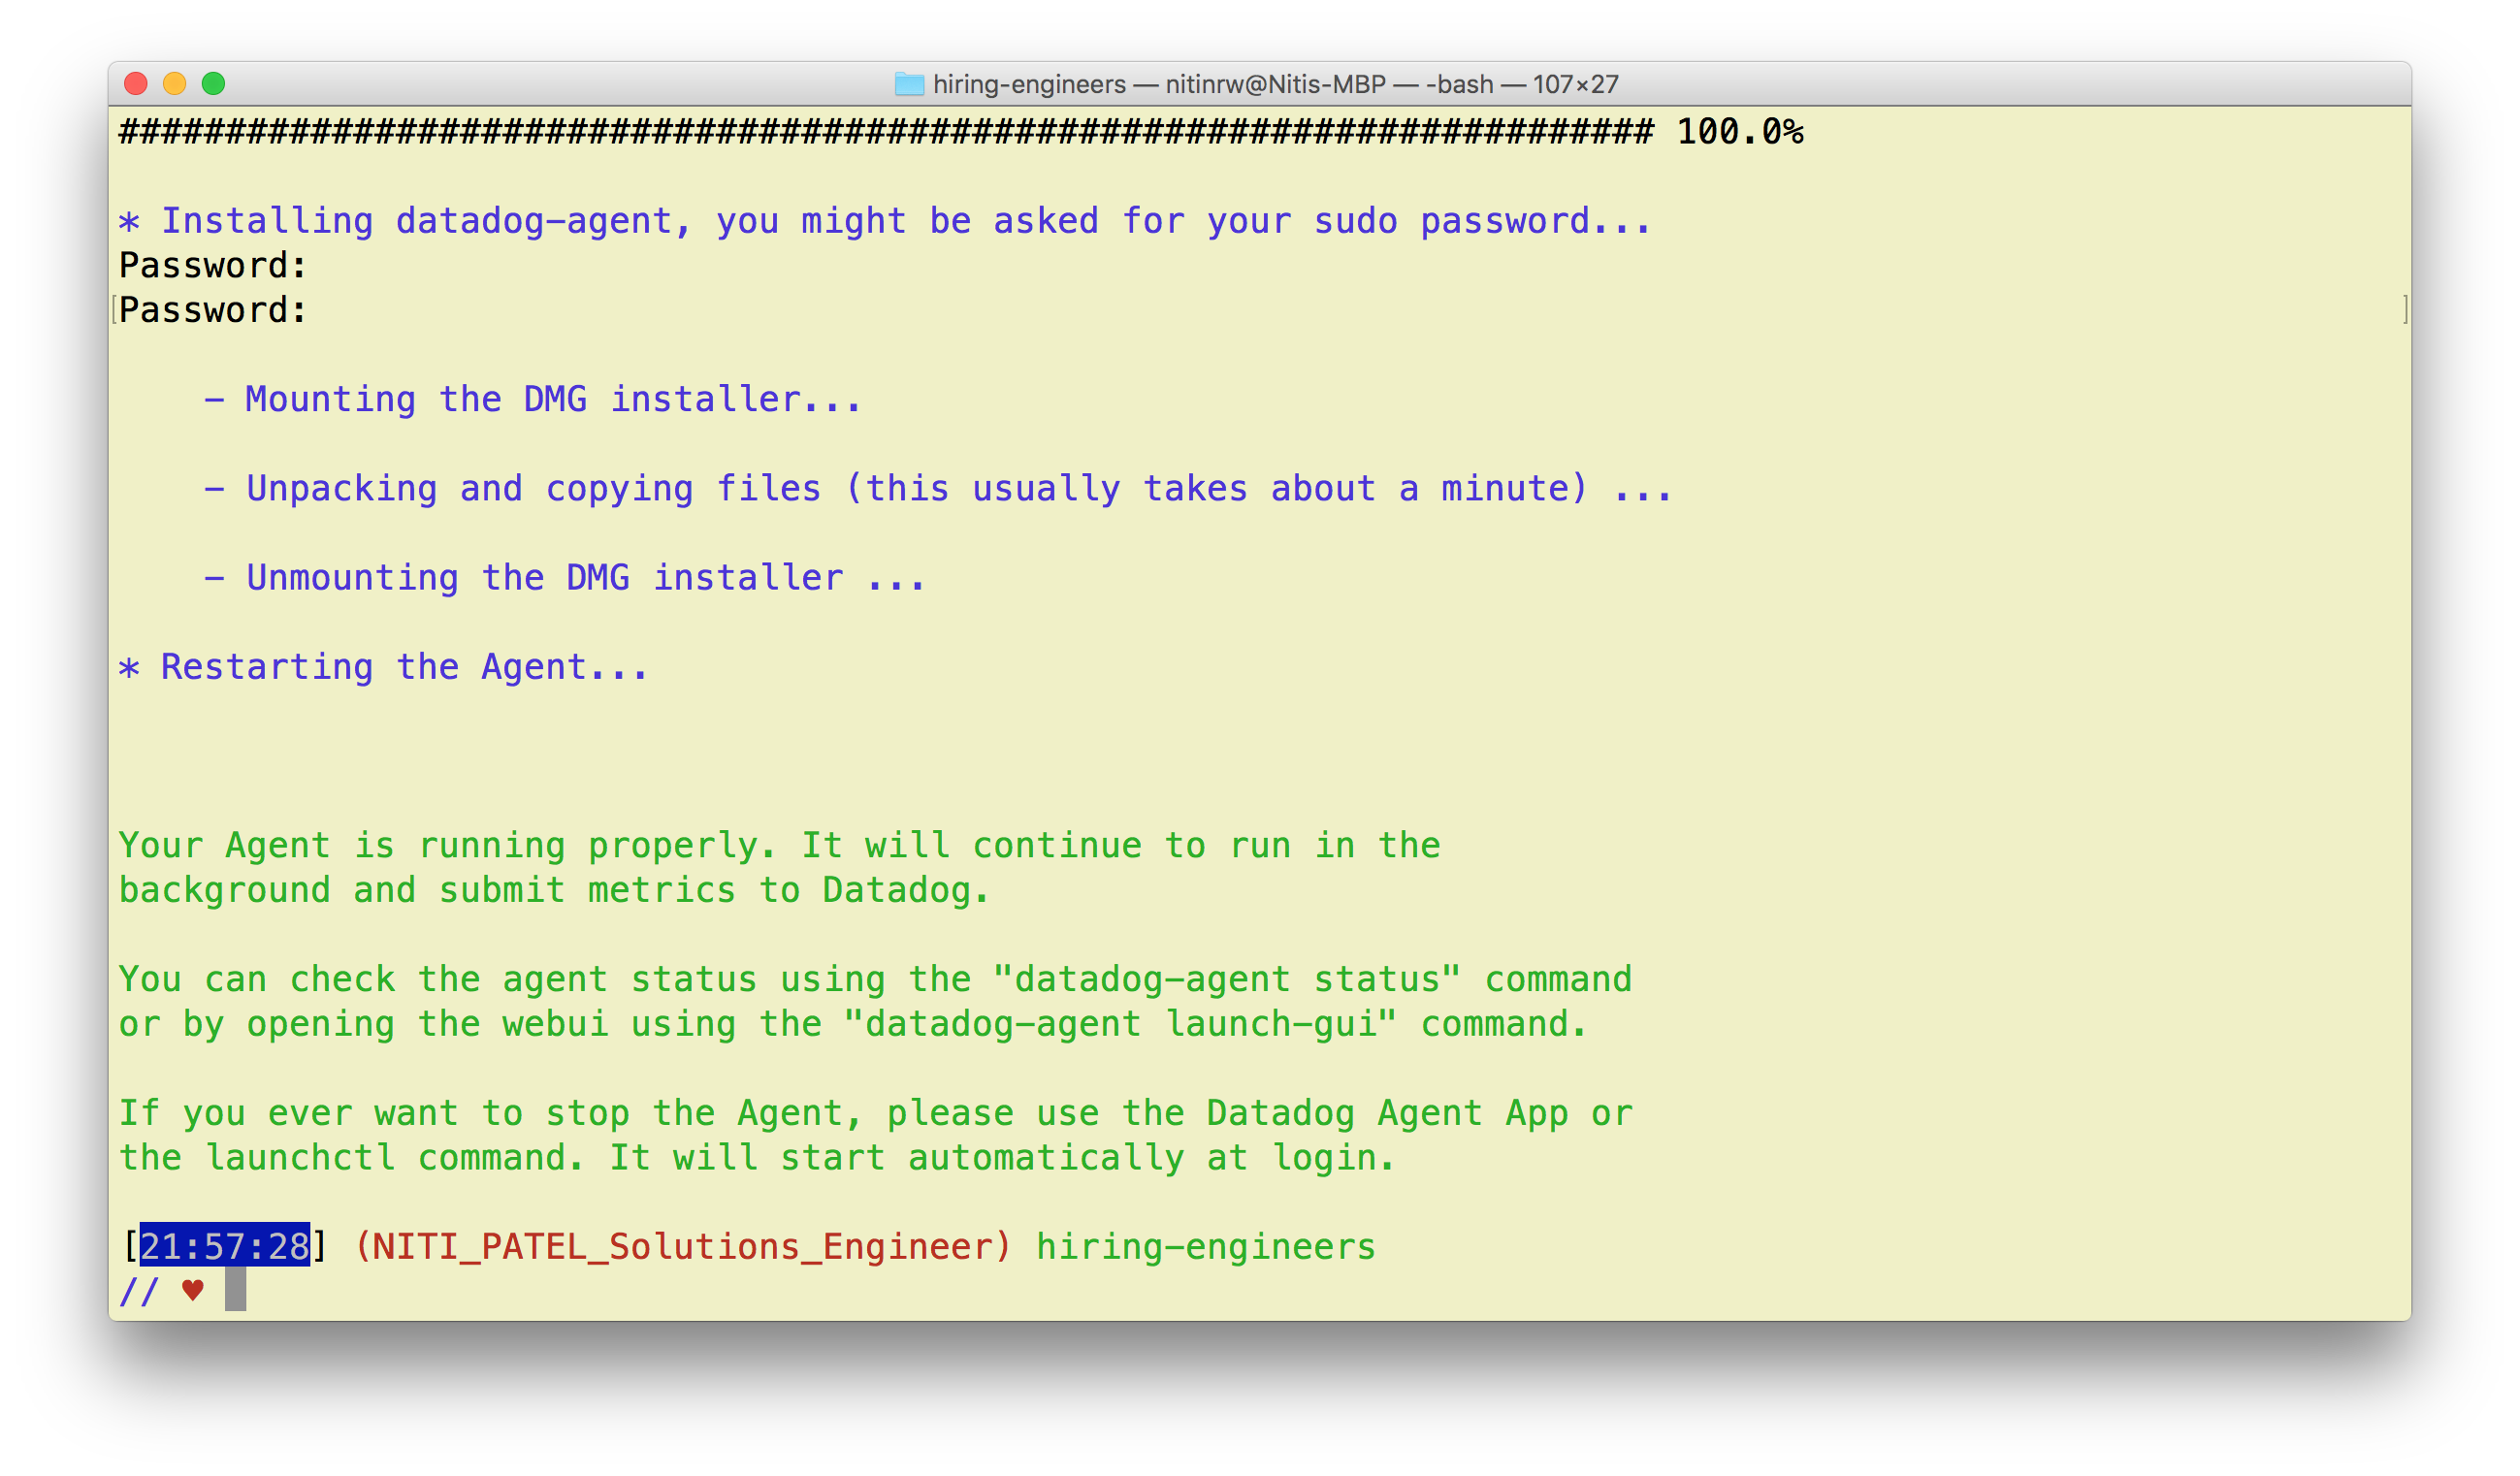 hiring-engineers — nitinrw@Nitis-MBP — -bash — 107×27
######################################################################## 100.0%
* Installing datadog-agent, you might be asked for your sudo password...
Password:
[Password: ]
- Mounting the DMG installer...
- Unpacking and copying files (this usually takes about a minute) ...
- Unmounting the DMG installer ...
* Restarting the Agent...
Your Agent is running properly. It will continue to run in the
background and submit metrics to Datadog.
You can check the agent status using the "datadog-agent status" command
or by opening the webui using the "datadog-agent launch-gui" command.
If you ever want to stop the Agent, please use the Datadog Agent App or
the launchctl command. It will start automatically at login.
[21:57:28] (NITI_PATEL_Solutions_Engineer) hiring-engineers
// ♥